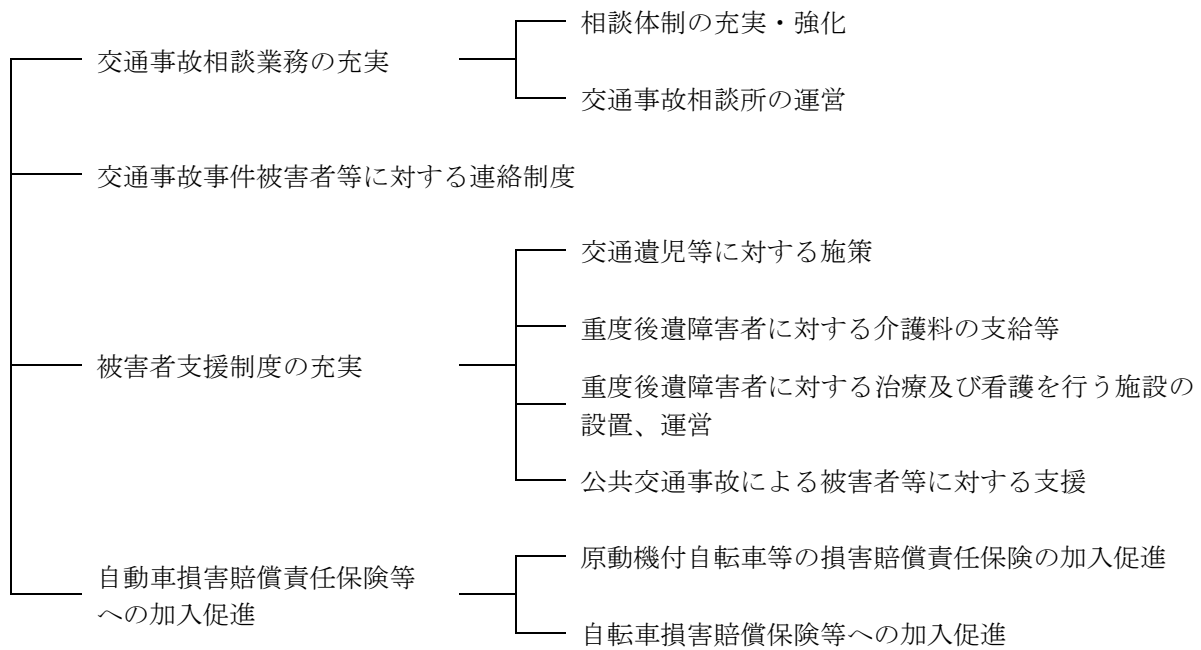 交通事故相談業務の充実
相談体制の充実・強化
交通事故相談所の運営
交通事故事件被害者等に対する連絡制度
被害者支援制度の充実
交通遺児等に対する施策
重度後遺障害者に対する介護料の支給等
重度後遺障害者に対する治療及び看護を行う施設の
設置、運営
公共交通事故による被害者等に対する支援
自動車損害賠償責任保険等
への加入促進
原動機付自転車等の損害賠償責任保険の加入促進
自転車損害賠償保険等への加入促進